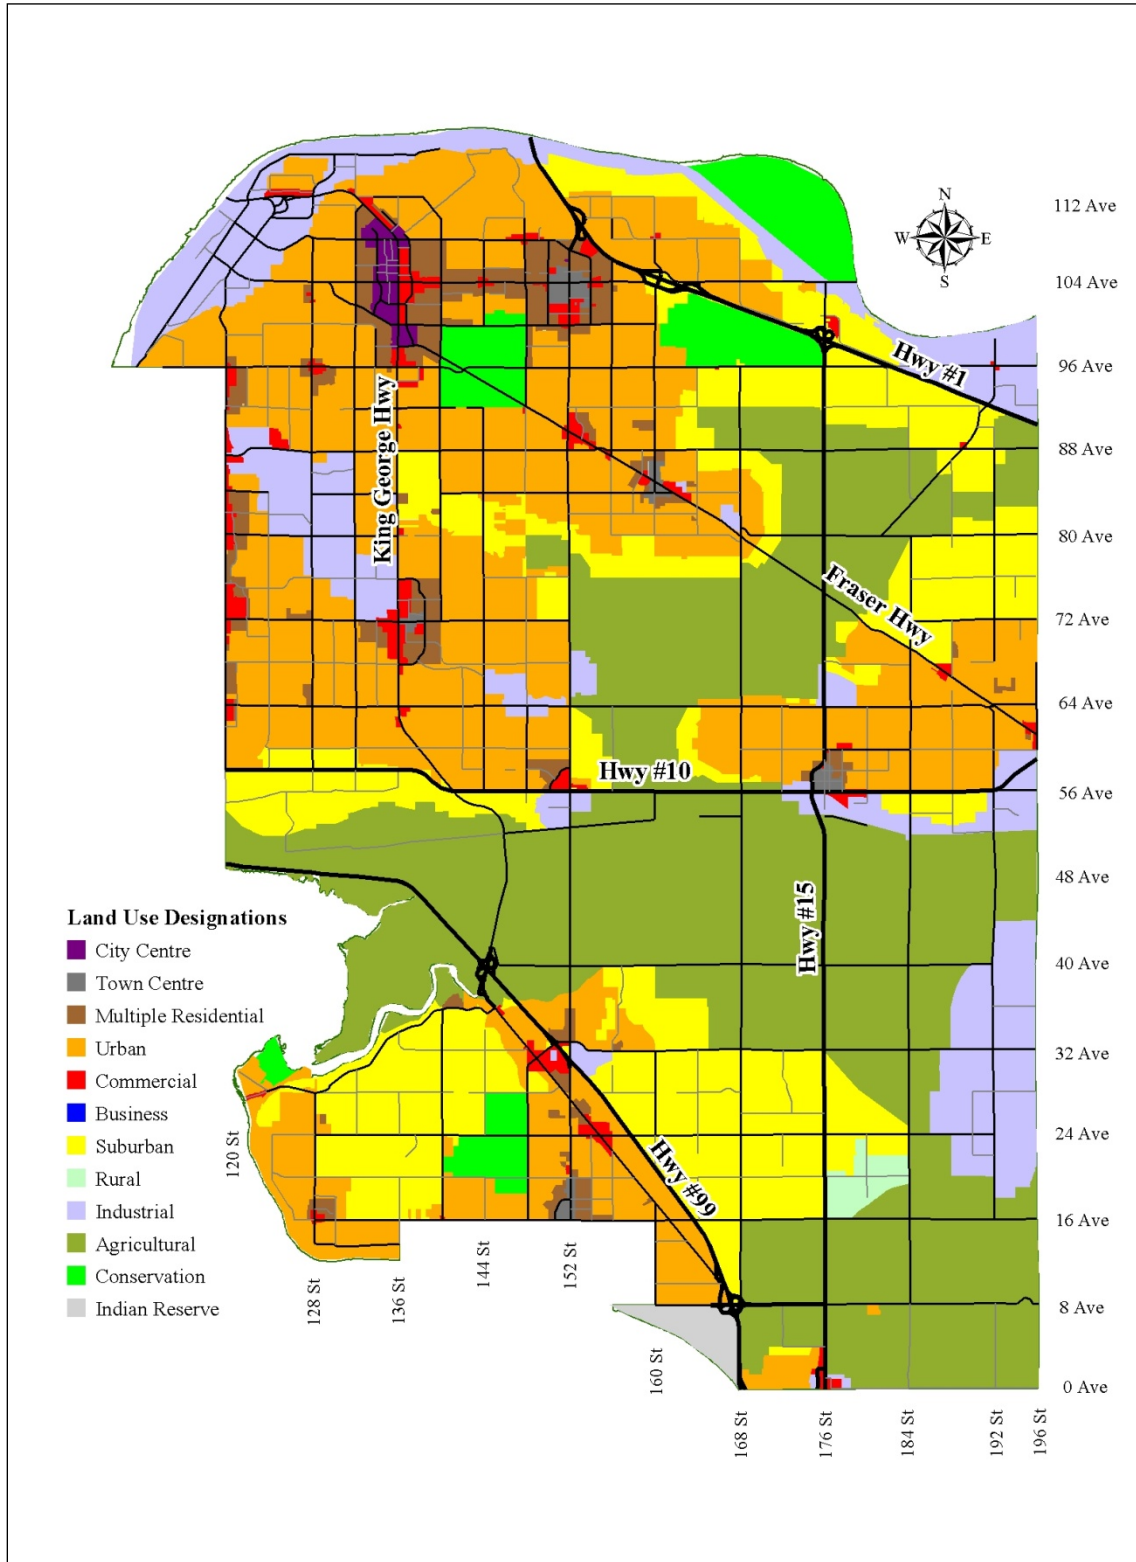 N
W E
S
112 Ave
104 Ave
96 Ave
88 Ave
80 Ave
72 Ave
64 Ave
56 Ave
48 Ave
40 Ave
32 Ave
24 Ave
16 Ave
8 Ave
0 Ave
Hwy #1
King George Hwy
Fraser Hwy
Hwy #10
Hwy #15
Hwy #99
Land Use Designations
City Centre
Town Centre
Multiple Residential
Urban
Commercial
Business
Suburban
Rural
Industrial
Agricultural
Conservation
Indian Reserve
120 St
128 St
136 St
144 St
152 St
160 St
168 St
176 St
184 St
192 St
196 St